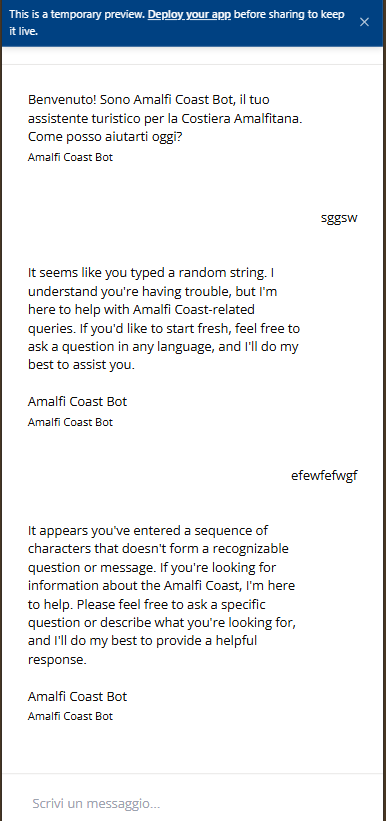 This is a temporary preview. Deploy your app before sharing to keep
it live.
Benvenuto! Sono Amalfi Coast Bot, il tuo
assistente turistico per la Costiera Amalfitana.
Come posso aiutarti oggi?
Amalfi Coast Bot
sggsw
It seems like you typed a random string. I
understand you're having trouble, but I'm
here to help with Amalfi Coast-related
queries. If you'd like to start fresh, feel free to
ask a question in any language, and I'll do my
best to assist you.
Amalfi Coast Bot
Amalfi Coast Bot
efewfefwgf
It appears you've entered a sequence of
characters that doesn't form a recognizable
question or message. If you're looking for
information about the Amalfi Coast, I'm here
to help. Please feel free to ask a specific
question or describe what you're looking for,
and I'll do my best to provide a helpful
response.
Amalfi Coast Bot
Amalfi Coast Bot
Scrivi un messaggio...